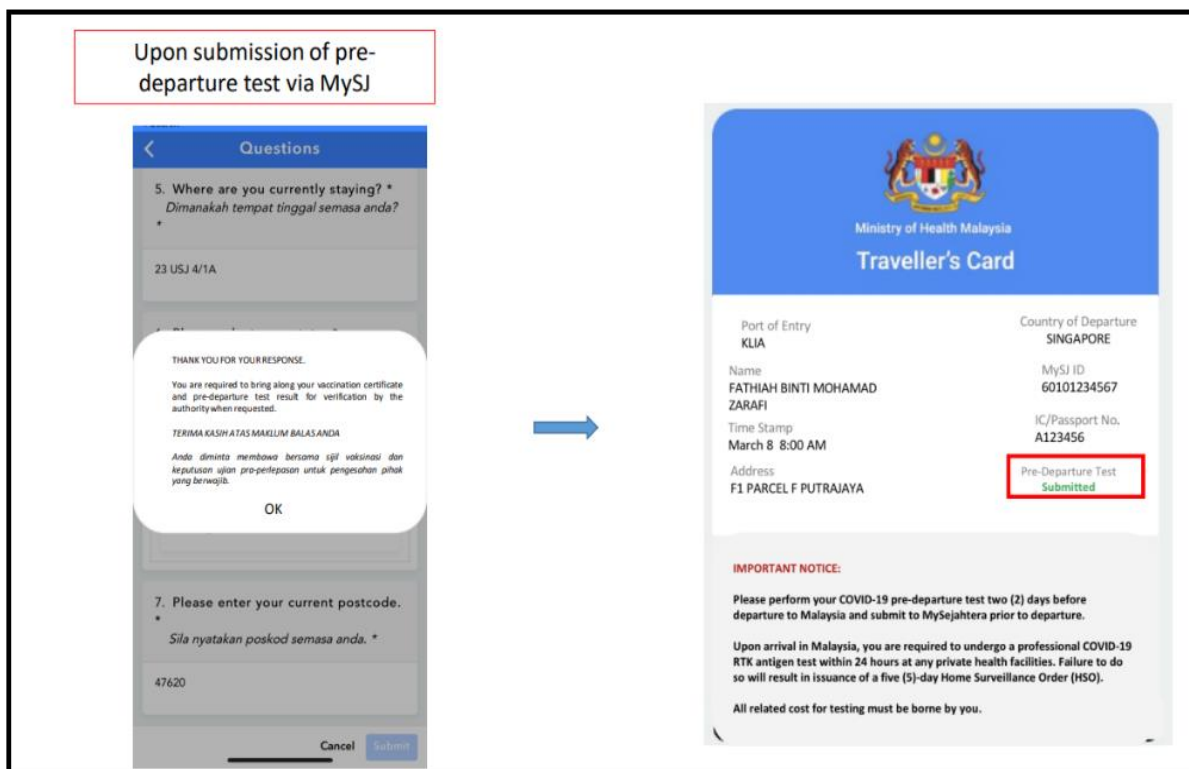 Upon submission of pre-
departure test via MySJ
Questions
5. Where are you currently staying? *
Dimanakah tempat tinggal semasa anda?
*
23 USJ 4/1A
THANK YOU FOR YOUR RESPONSE.
You are required to bring along your vaccination certificate
and pre-departure test result for verification by the
authority when requested.
TERIMA KASIH ATAS MAKLUM BALAS ANDA
Anda diminta membawa bersama sijil vaksinasi dan
keputusan ujian pra-perlepasan untuk pengesahan pihak
yang berwajib.
OK
7. Please enter your current postcode.
*
Sila nyatakan poskod semasa anda. *
47620
Cancel
Submit
Ministry of Health Malaysia
Traveller's Card
Port of Entry
KLIA
Country of Departure
SINGAPORE
Name
FATHIAH BINTI MOHAMAD
ZARAFI
MySJ ID
60101234567
Time Stamp
March 8 8:00 AM
IC/Passport No.
A123456
Address
F1 PARCEL F PUTRAJAYA
Pre-Departure Test
Submitted
IMPORTANT NOTICE:
Please perform your COVID-19 pre-departure test two (2) days before
departure to Malaysia and submit to MySejahtera prior to departure.
Upon arrival in Malaysia, you are required to undergo a professional COVID-19
RTK antigen test within 24 hours at any private health facilities. Failure to do
so will result in issuance of a five (5)-day Home Surveillance Order (HSO).
All related cost for testing must be borne by you.